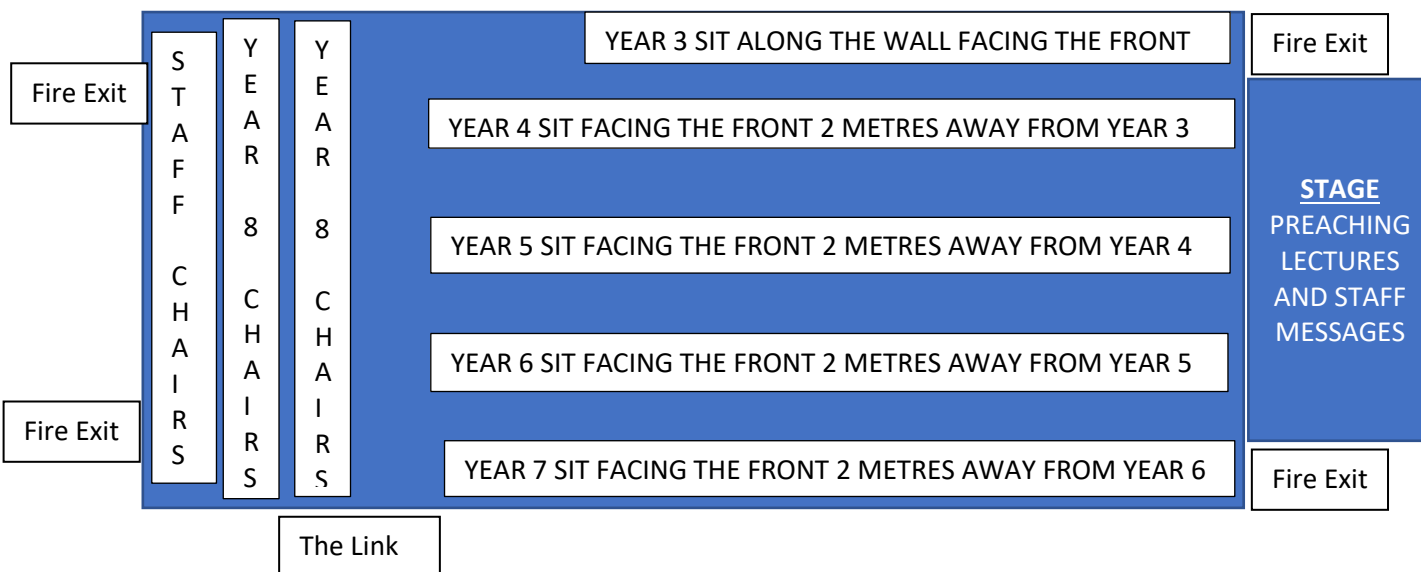 Fire Exit
Fire Exit
STAFF CHAIRS
YEAR 8 CHAIRS
YEAR 8 CHAIRS
The Link
YEAR 3 SIT ALONG THE WALL FACING THE FRONT
YEAR 4 SIT FACING THE FRONT 2 METRES AWAY FROM YEAR 3
YEAR 5 SIT FACING THE FRONT 2 METRES AWAY FROM YEAR 4
YEAR 6 SIT FACING THE FRONT 2 METRES AWAY FROM YEAR 5
YEAR 7 SIT FACING THE FRONT 2 METRES AWAY FROM YEAR 6
Fire Exit
STAGE
PREACHING
LECTURES
AND STAFF
MESSAGES
Fire Exit